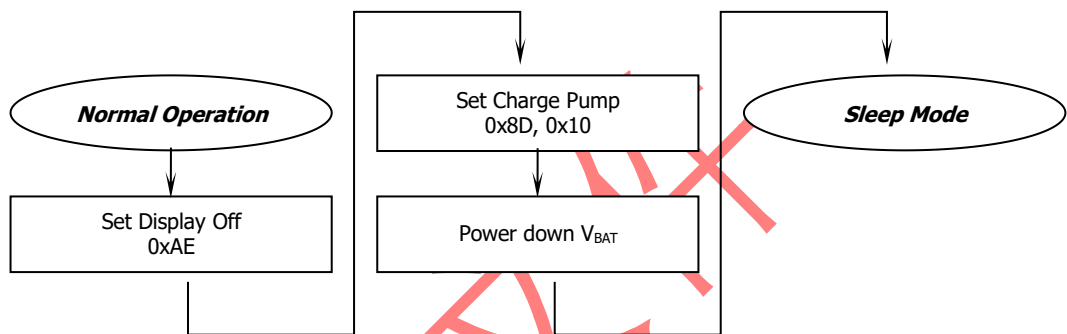 Normal Operation
Set Display Off
0xAE
Set Charge Pump
0x8D, 0x10
Power down VBAT
Sleep Mode